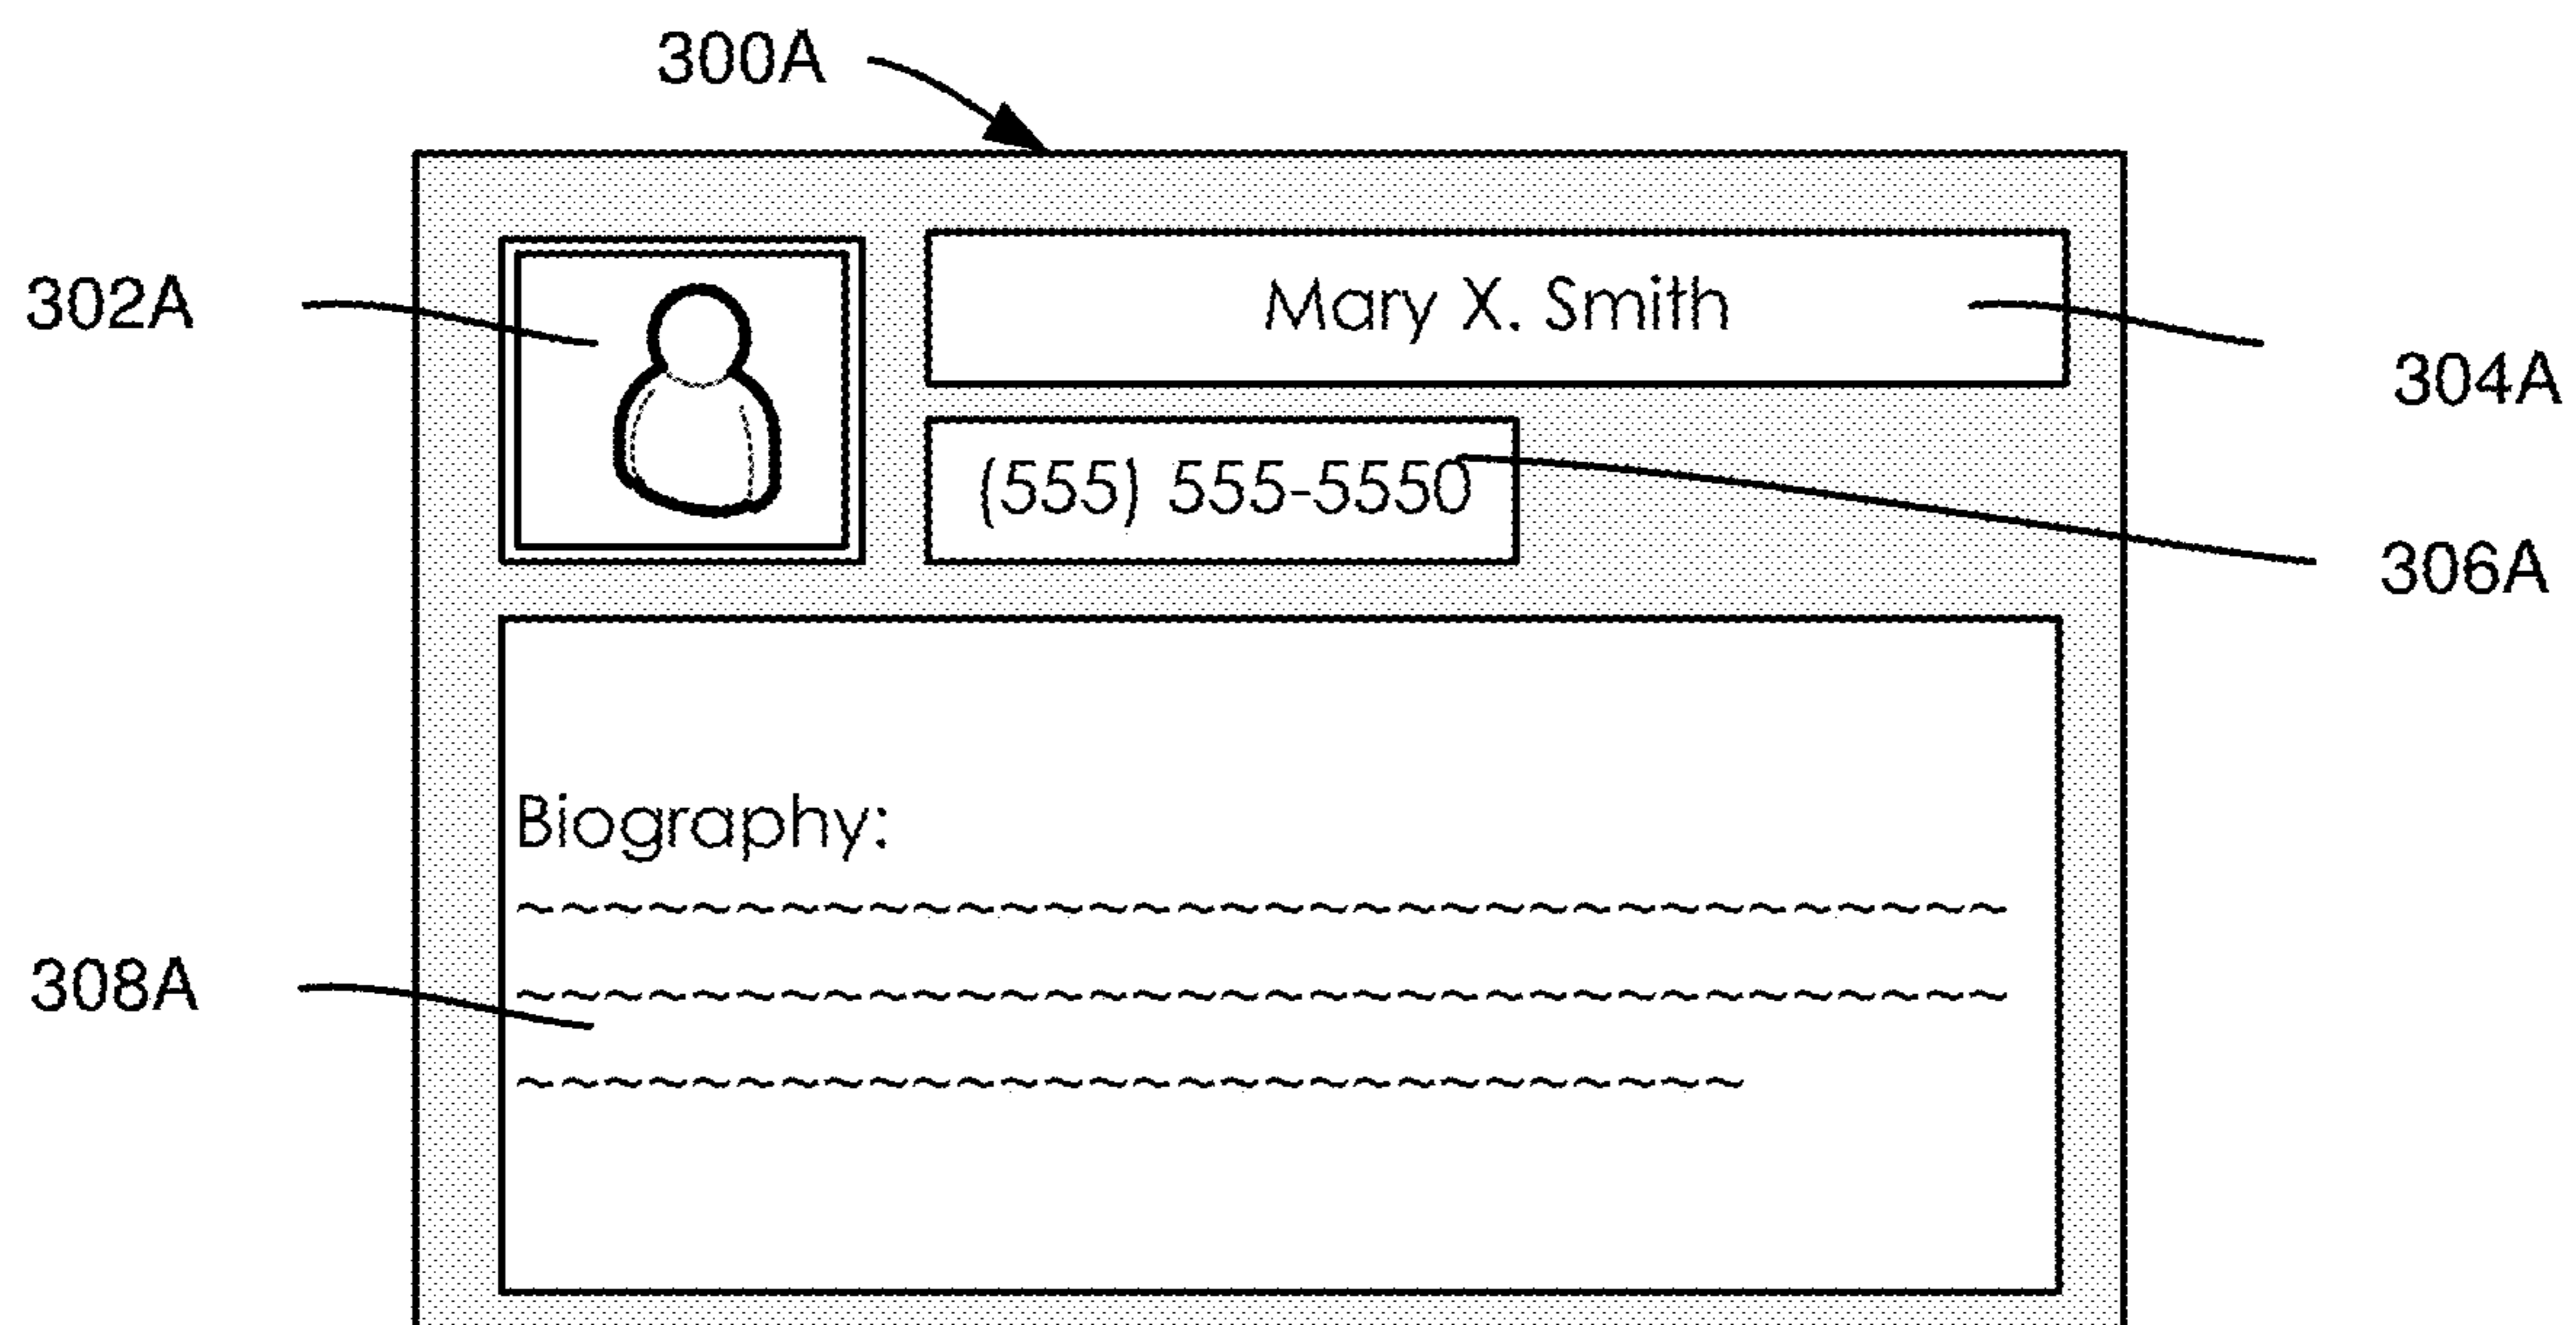 300A
302A
Mary X. Smith
304A
(555) 555-5550
306A
Biography:
308A